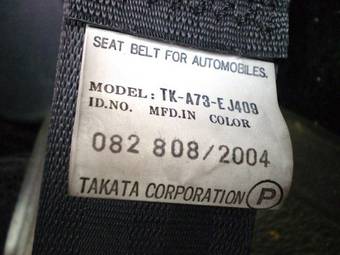 SEAT BELT FOR AUTOMOBILES.
MODEL: TK-A73-EJ409
ID.NO. MFD.IN COLOR
082 808/2004
TAKATA CORPORATION P